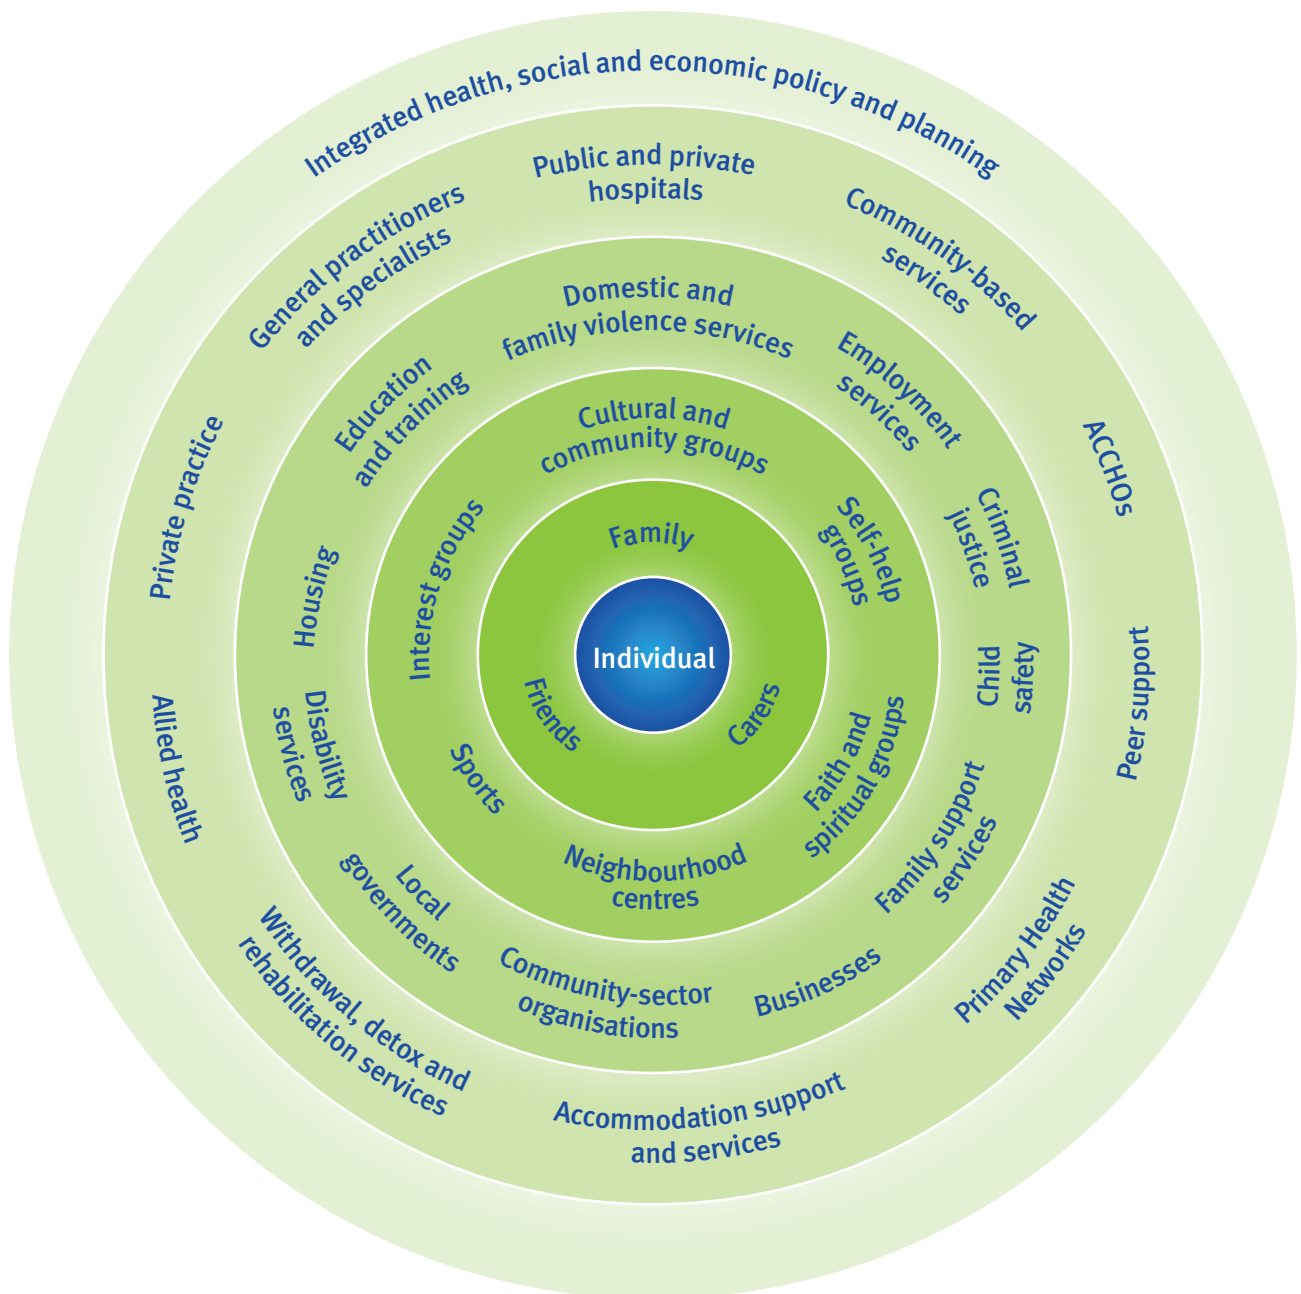 Integrated health, social and economic policy and planning
Public and private
hospitals
Community-based
services
ACCHOs
Peer support
Primary Health
Networks
Accommodation support
and services
Withdrawal, detox and
rehabilitation services
Allied health
Private practice
General practitioners
and specialists
Domestic and
family violence services
Employment
services
Criminal
justice
Child
safety
Family support
services
Businesses
Community-sector
organisations
Local
governments
Disability
services
Housing
Education
and training
Cultural and
community groups
Self-help
groups
Faith and
spiritual groups
Neighbourhood
centres
Sports
Interest groups
Family
Carers
Friends
Individual